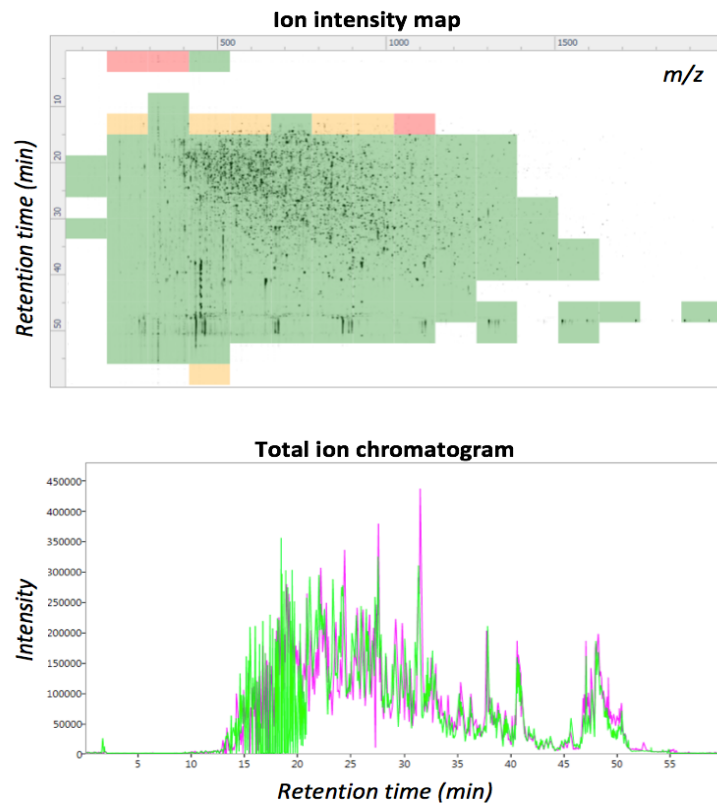 Ion intensity map
500 1000 1500
m/z
10
20
30
40
50
Retention time (min)
Total ion chromatogram
450000
400000
350000
300000
250000
200000
150000
100000
50000
0
Intensity
5 10 15 20 25 30 35 40 45 50 55
Retention time (min)